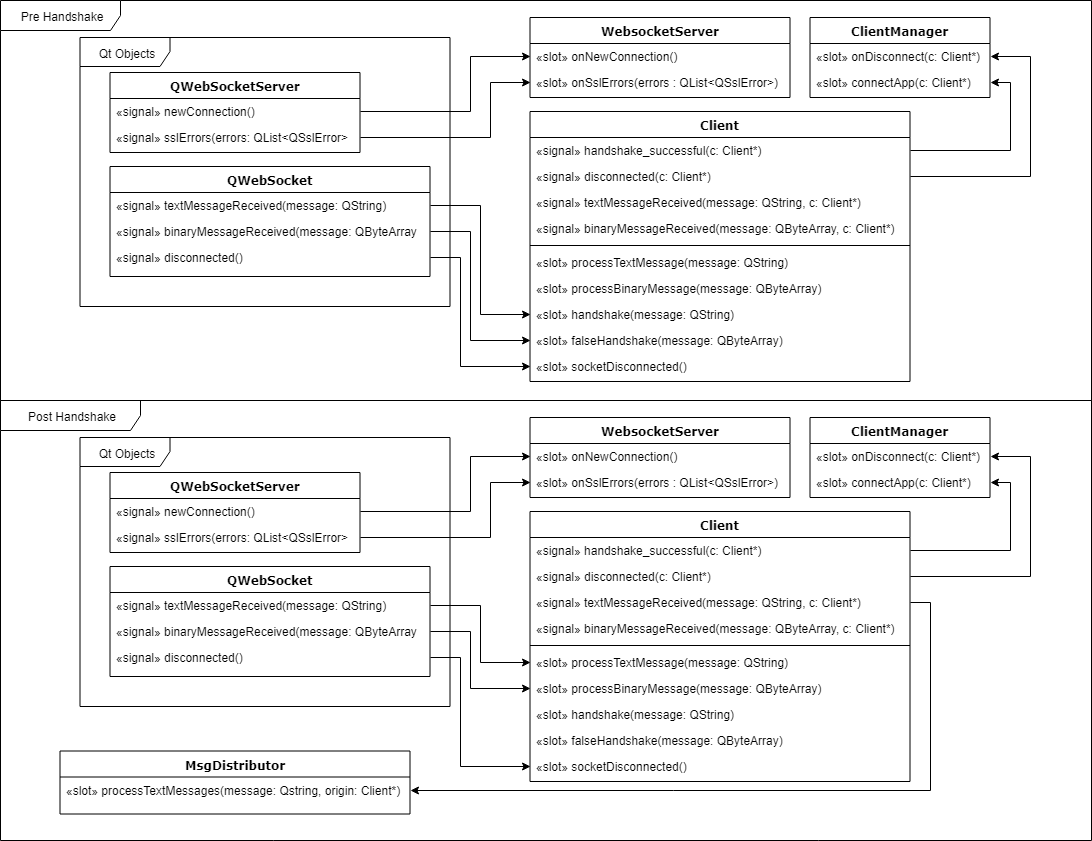 Pre Handshake
Qt Objects
QWebSocketServer
«signal» newConnection()
«signal» sslErrors(errors: QList<QSslError>
QWebSocket
«signal» textMessageReceived(message: QString)
«signal» binaryMessageReceived(message: QByteArray
«signal» disconnected()
WebsocketServer
«slot» onNewConnection()
«slot» onSslErrors(errors : QList<QSslError>)
ClientManager
«slot» onDisconnect(c: Client*)
«slot» connectApp(c: Client*)
Client
«signal» handshake_successful(c: Client*)
«signal» disconnected(c: Client*)
«signal» textMessageReceived(message: QString, c: Client*)
«signal» binaryMessageReceived(message: QByteArray, c: Client*)
«slot» processTextMessage(message: QString)
«slot» processBinaryMessage(message: QByteArray)
«slot» handshake(message: QString)
«slot» falseHandshake(message: QByteArray)
«slot» socketDisconnected()
Post Handshake
Qt Objects
QWebSocketServer
«signal» newConnection()
«signal» sslErrors(errors: QList<QSslError>
QWebSocket
«signal» textMessageReceived(message: QString)
«signal» binaryMessageReceived(message: QByteArray
«signal» disconnected()
WebsocketServer
«slot» onNewConnection()
«slot» onSslErrors(errors : QList<QSslError>)
ClientManager
«slot» onDisconnect(c: Client*)
«slot» connectApp(c: Client*)
Client
«signal» handshake_successful(c: Client*)
«signal» disconnected(c: Client*)
«signal» textMessageReceived(message: QString, c: Client*)
«signal» binaryMessageReceived(message: QByteArray, c: Client*)
«slot» processTextMessage(message: QString)
«slot» processBinaryMessage(message: QByteArray)
«slot» handshake(message: QString)
«slot» falseHandshake(message: QByteArray)
«slot» socketDisconnected()
MsgDistributor
«slot» processTextMessages(message: Qstring, origin: Client*)